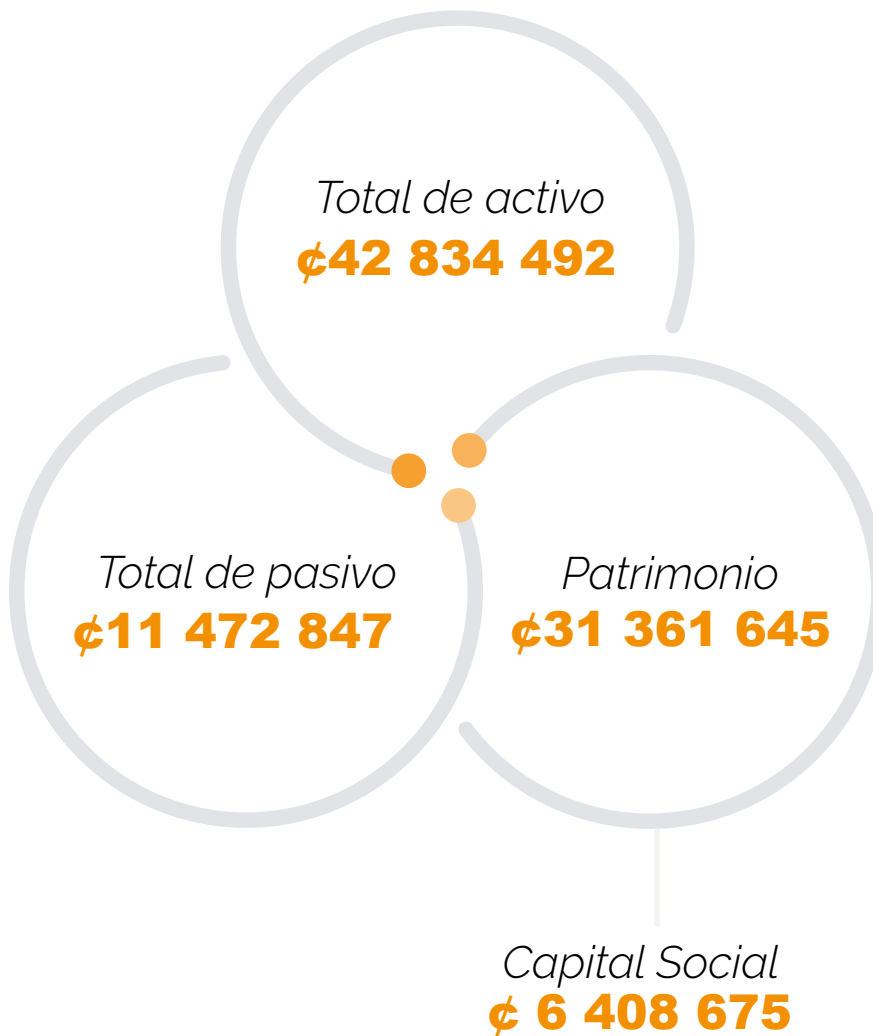 Total de activo
¢42 834 492
Total de pasivo
¢11 472 847
Patrimonio
¢31 361 645
Capital Social
¢ 6 408 675